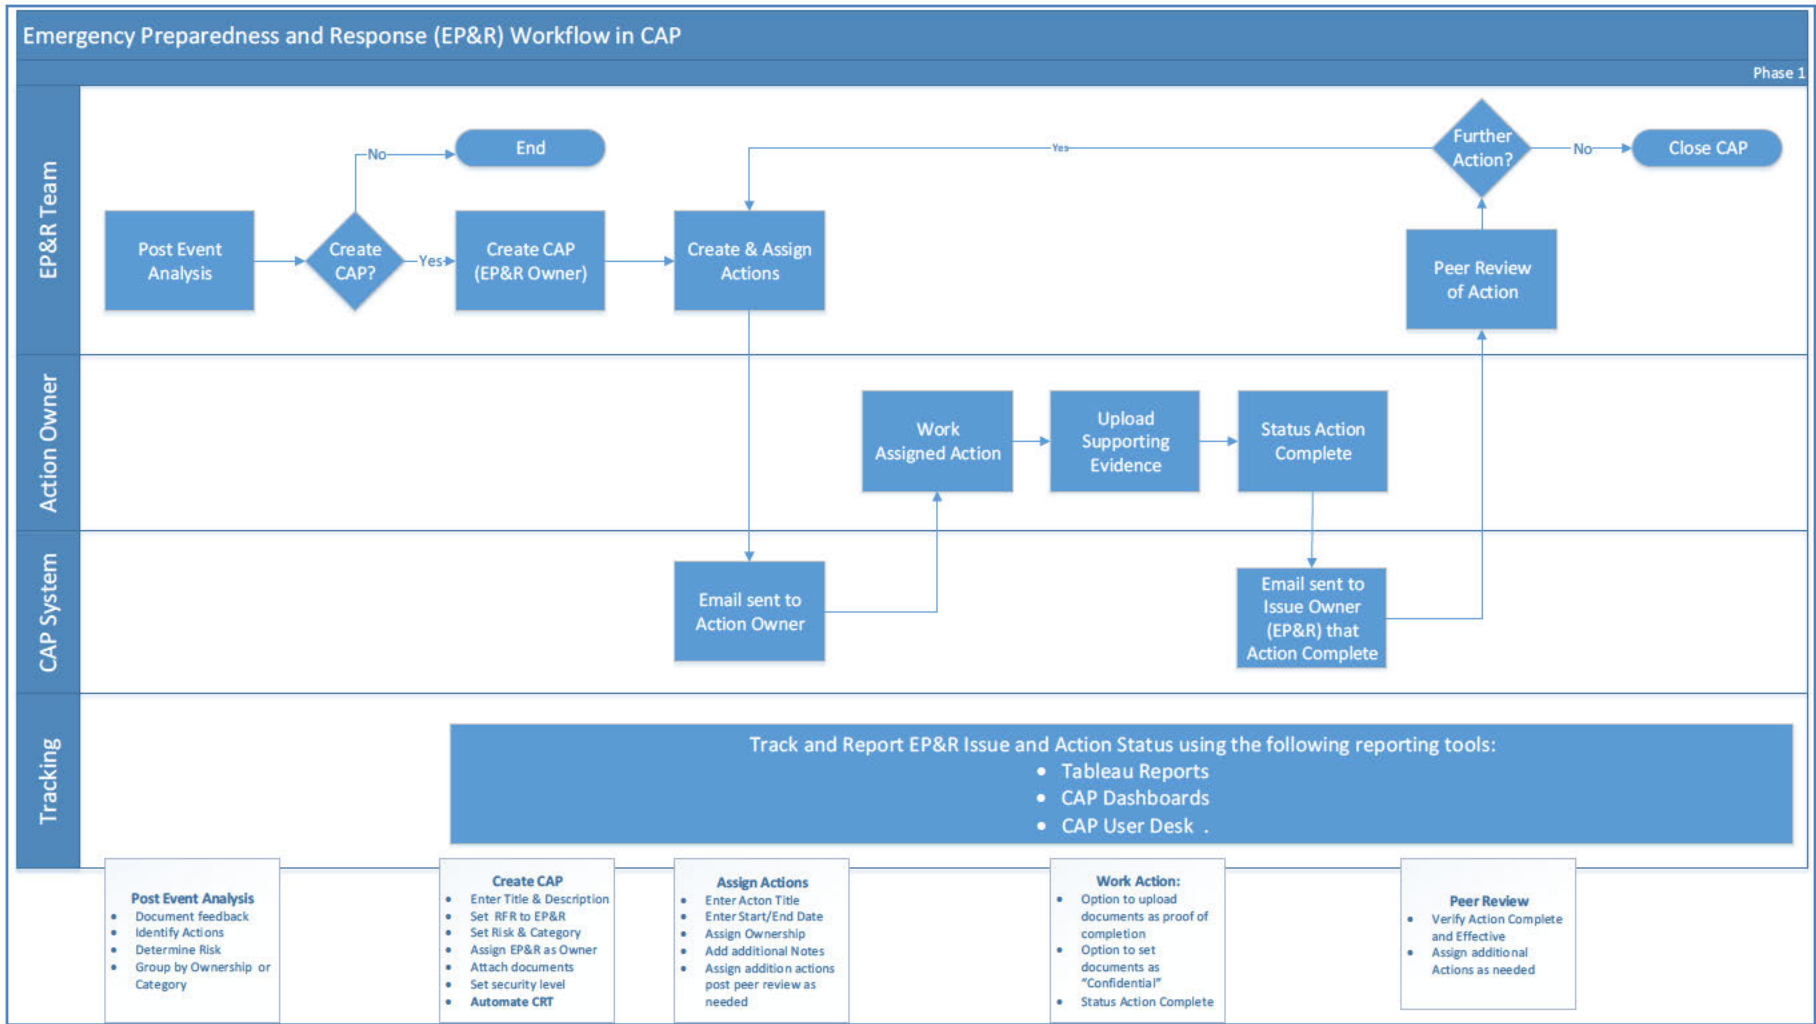 Emergency Preparedness and Response (EP&R) Workflow in CAP
Phase 1
EP&R Team
Post Event
Analysis
Create
CAP?
No
End
Yes
Create CAP
(EP&R Owner)
Create & Assign
Actions
Yes
Further
Action?
No
Close CAP
Peer Review
of Action
Action Owner
Work
Assigned Action
Upload
Supporting
Evidence
Status Action
Complete
CAP System
Email sent to
Action Owner
Email sent to
Issue Owner
(EP&R) that
Action Complete
Tracking
Track and Report EP&R Issue and Action Status using the following reporting tools:
• Tableau Reports
• CAP Dashboards
• CAP User Desk .
Post Event Analysis
• Document feedback
• Identify Actions
• Determine Risk
• Group by Ownership or
Category
Create CAP
• Enter Title & Description
• Set RFR to EP&R
• Set Risk & Category
• Assign EP&R as Owner
• Attach documents
• Set security level
• Automate CRT
Assign Actions
• Enter Acton Title
• Enter Start/End Date
• Assign Ownership
• Add additional Notes
• Assign addition actions
post peer review as
needed
Work Action:
• Option to upload
documents as proof of
completion
• Option to set
documents as
“Confidential”
• Status Action Complete
Peer Review
• Verify Action Complete
and Effective
• Assign additional
Actions as needed